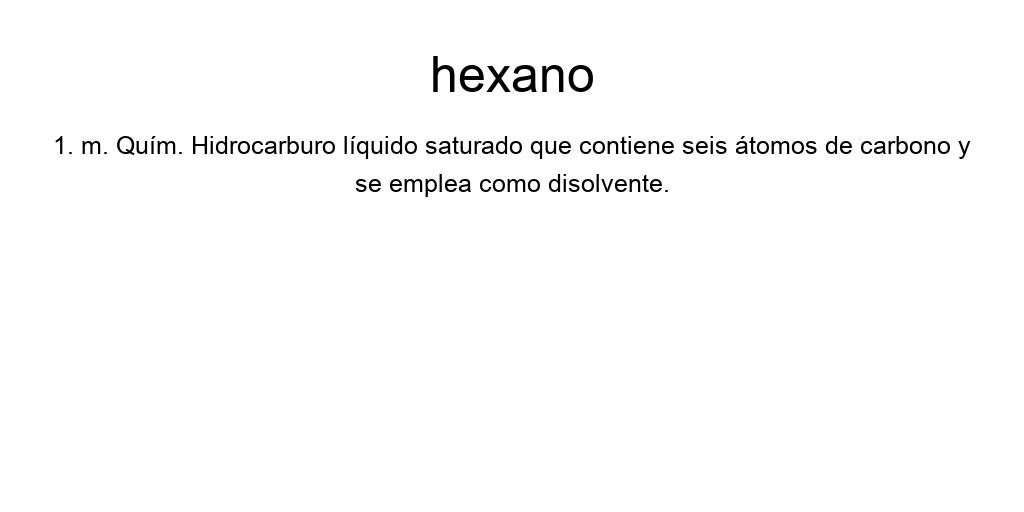 hexano
1. m. Quím. Hidrocarburo líquido saturado que contiene seis átomos de carbono y
se emplea como disolvente.